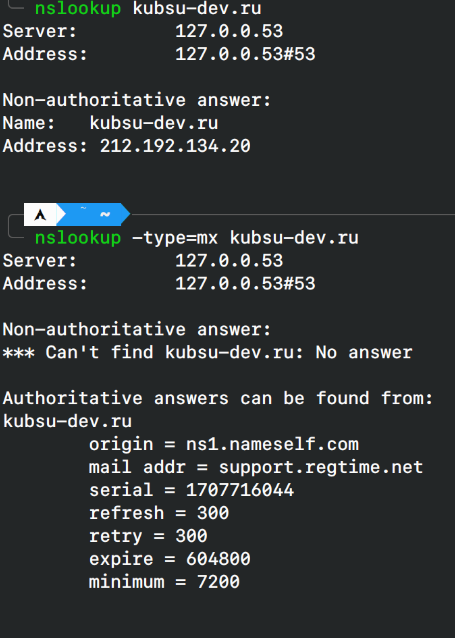 nslookup kubsu-dev.ru
Server: 127.0.0.53
Address: 127.0.0.53#53
Non-authoritative answer:
Name: kubsu-dev.ru
Address: 212.192.134.20
~
nslookup -type=mx kubsu-dev.ru
Server: 127.0.0.53
Address: 127.0.0.53#53
Non-authoritative answer:
*** Can't find kubsu-dev.ru: No answer
Authoritative answers can be found from:
kubsu-dev.ru
origin = ns1.nameself.com
mail addr = support.regtime.net
serial = 1707716044
refresh = 300
retry = 300
expire = 604800
minimum = 7200